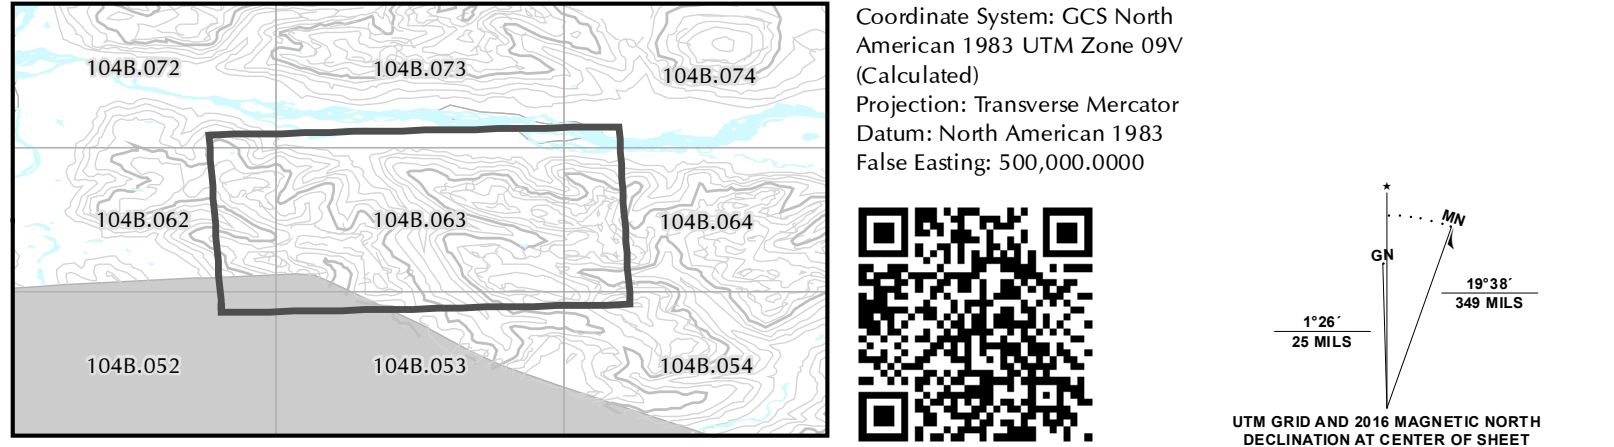 104B.072
104B.073
104B.074
104B.062
104B.063
104B.064
104B.052
104B.053
104B.054
Coordinate System: GCS North
American 1983 UTM Zone 09V
(Calculated)
Projection: Transverse Mercator
Datum: North American 1983
False Easting: 500,000.0000
MN
GN
19°38´
349 MILS
1°26´
25 MILS
UTM GRID AND 2016 MAGNETIC NORTH
DECLINATION AT CENTER OF SHEET